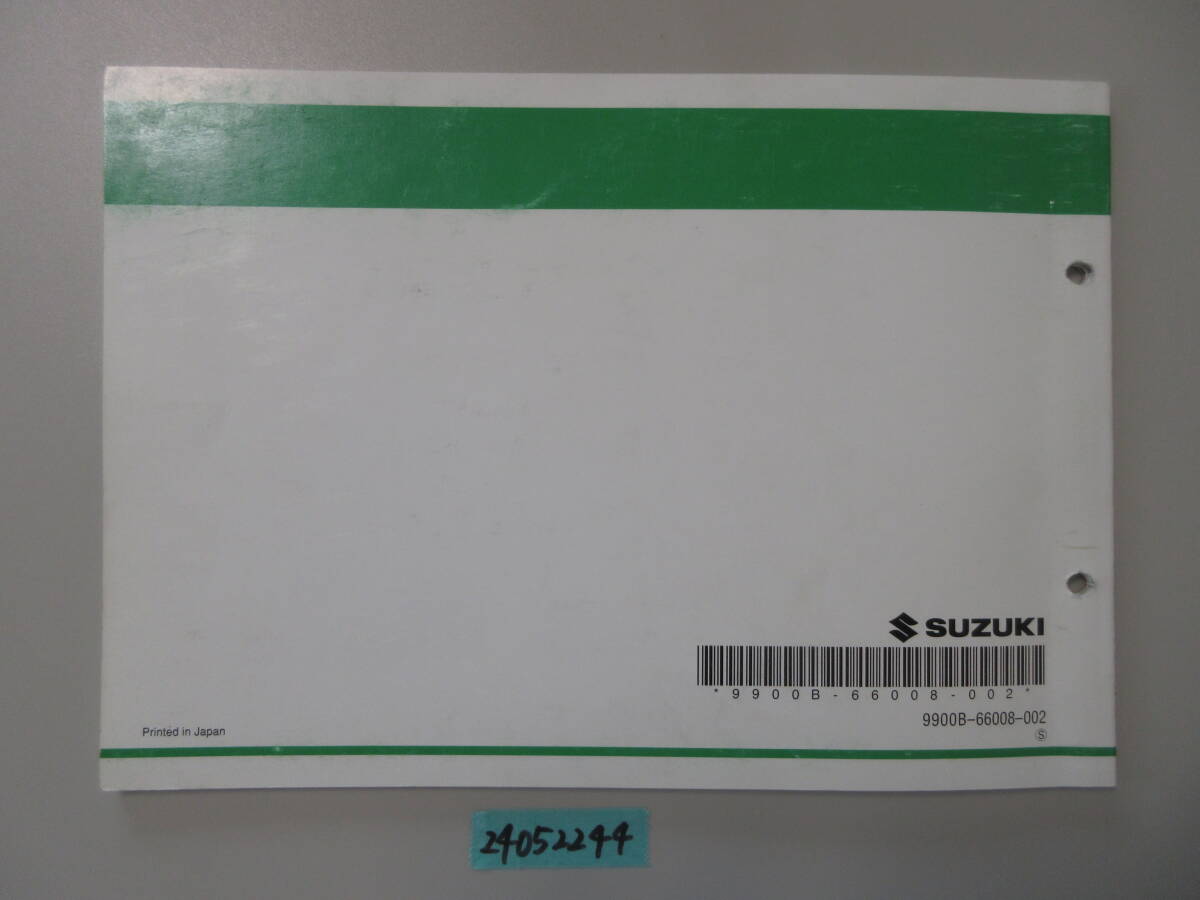 SUZUKI
*9900B-66008-002*
9900B-66008-002
Ⓢ
Printed in Japan
24052244